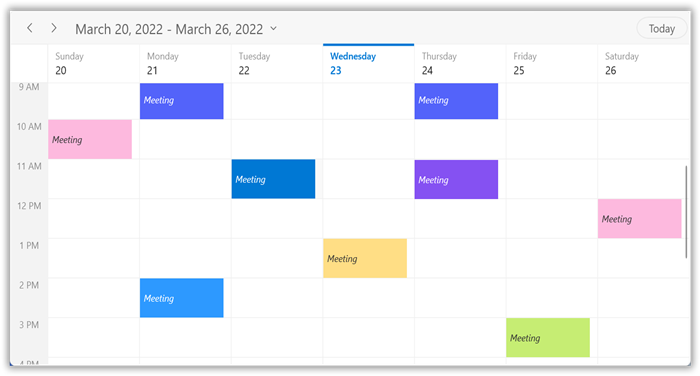 March 20, 2022 - March 26, 2022
Today
Sunday Monday Tuesday Wednesday Thursday Friday Saturday
20 21 22 23 24 25 26
9 AM
Meeting Meeting
10 AM
Meeting
11 AM
Meeting Meeting
12 PM
Meeting
1 PM
Meeting
2 PM
Meeting
3 PM
Meeting
4 PM